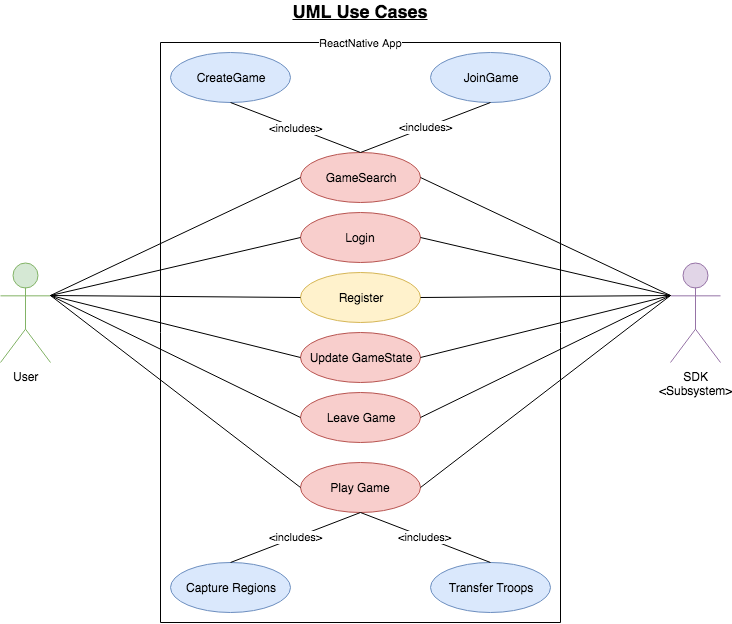 UML Use Cases
ReactNative App
CreateGame
JoinGame
<includes>
<includes>
GameSearch
Login
Register
Update GameState
Leave Game
Play Game
User
SDK
<Subsystem>
<includes>
<includes>
Capture Regions
Transfer Troops